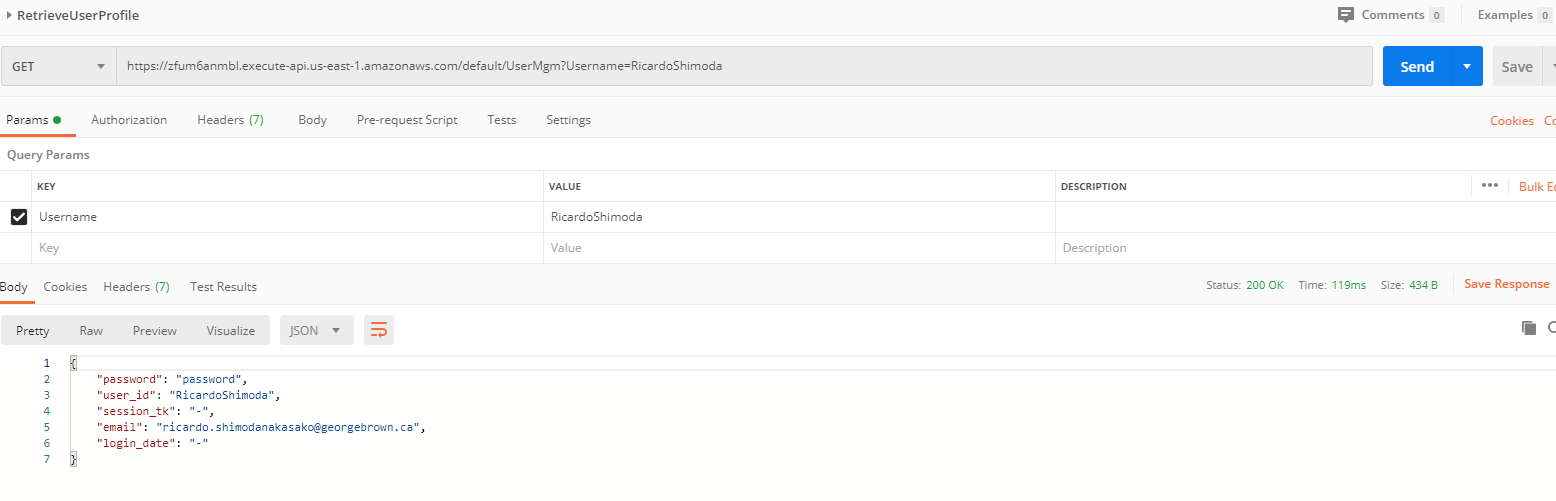 RetrieveUserProfile Comments 0 Examples 0
GET https://zfum6anmbl.execute-api.us-east-1.amazonaws.com/default/UserMgm?Username=RicardoShimoda Send Save
Params Authorization Headers (7) Body Pre-request Script Tests Settings Cookies Co
Query Params
KEY VALUE DESCRIPTION ••• Bulk Ed
Username RicardoShimoda
Key Value Description
Body Cookies Headers (7) Test Results Status: 200 OK Time: 119ms Size: 434 B Save Response
Pretty Raw Preview Visualize JSON
1 {
2 "password": "password",
3 "user_id": "RicardoShimoda",
4 "session_tk": "-",
5 "email": "ricardo.shimodanakasako@georgebrown.ca",
6 "login_date": "-"
7 }